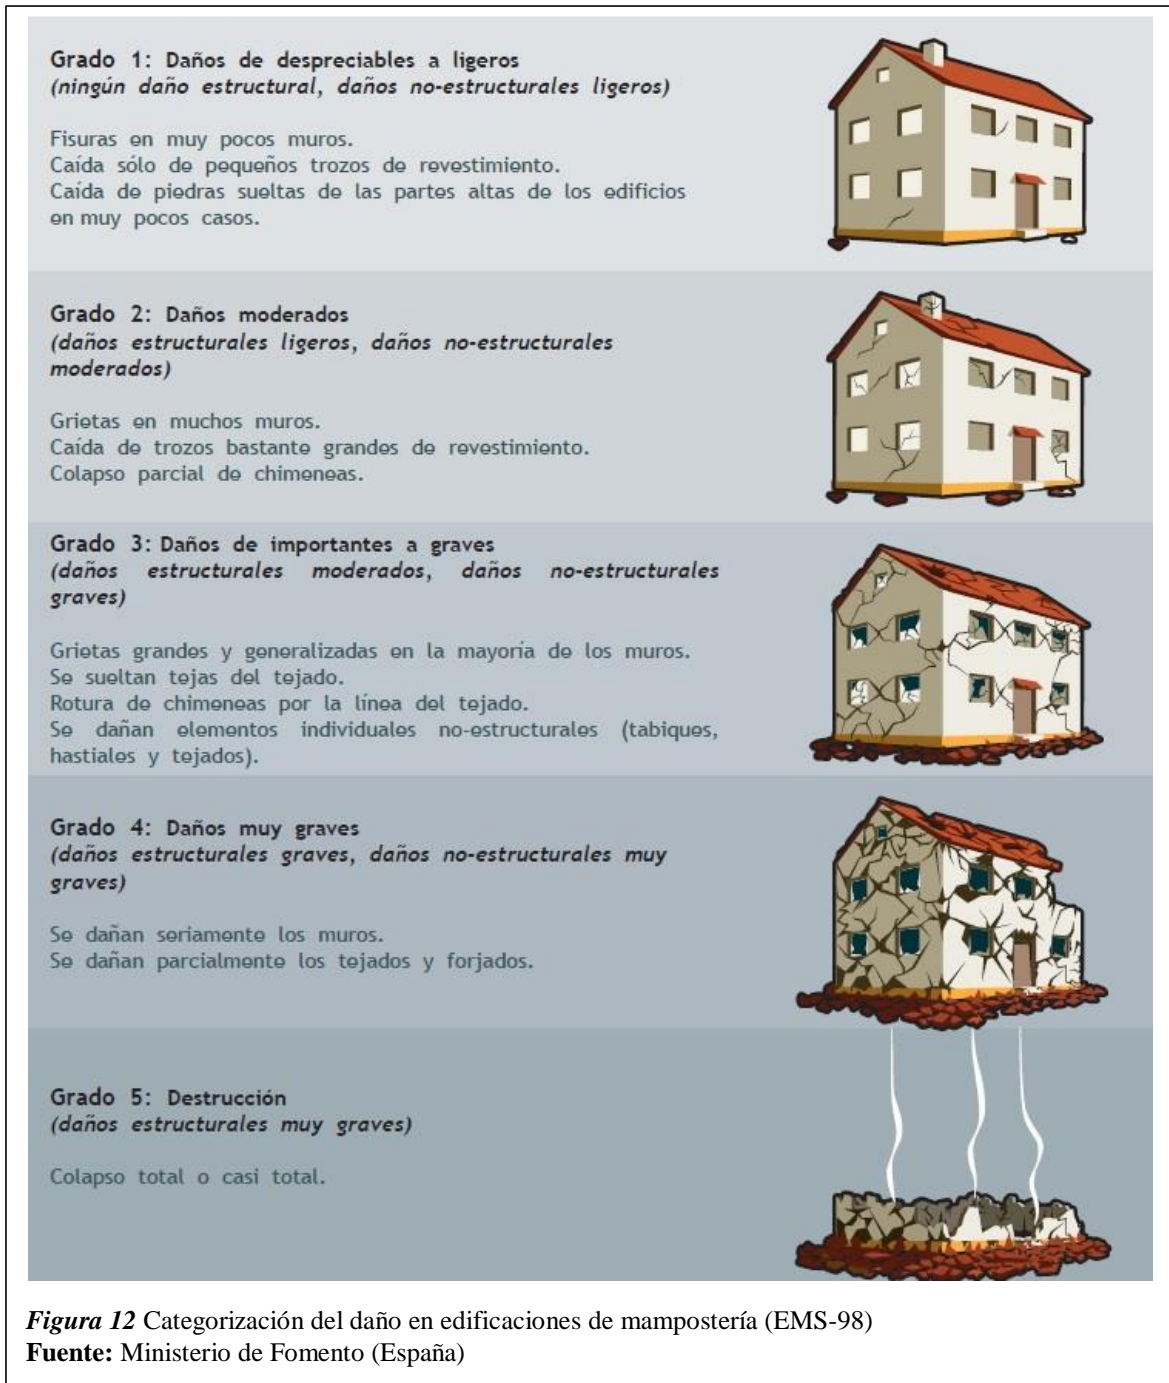 Grado 1: Daños de despreciables a ligeros
(ningún daño estructural, daños no-estructurales ligeros)
Fisuras en muy pocos muros.
Caída sólo de pequeños trozos de revestimiento.
Caída de piedras sueltas de las partes altas de los edificios
en muy pocos casos.
Grado 2: Daños moderados
(daños estructurales ligeros, daños no-estructurales
moderados)
Grietas en muchos muros.
Caída de trozos bastante grandes de revestimiento.
Colapso parcial de chimeneas.
Grado 3: Daños de importantes a graves
(daños estructurales moderados, daños no-estructurales
graves)
Grietas grandes y generalizadas en la mayoría de los muros.
Se sueltan tejas del tejado.
Rotura de chimeneas por la línea del tejado.
Se dañan elementos individuales no-estructurales (tabiques,
hastiales y tejados).
Grado 4: Daños muy graves
(daños estructurales graves, daños no-estructurales muy
graves)
Se dañan seriamente los muros.
Se dañan parcialmente los tejados y forjados.
Grado 5: Destrucción
(daños estructurales muy graves)
Colapso total o casi total.
Figura 12 Categorización del daño en edificaciones de mampostería (EMS-98)
Fuente: Ministerio de Fomento (España)